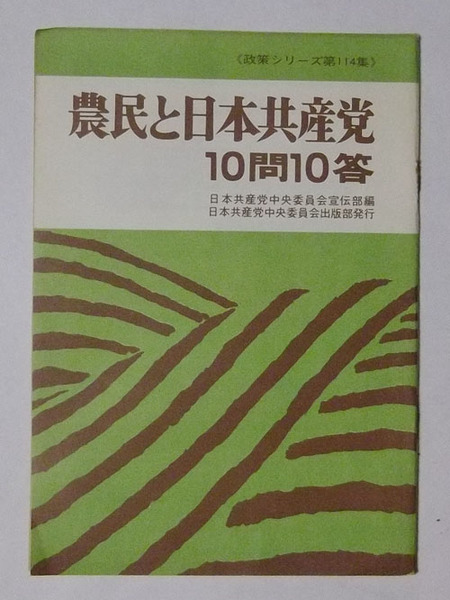 《政策シリーズ第114集》
農民と日本共産党
10問10答
日本共産党中央委員会宣伝部編
日本共産党中央委員会出版部発行